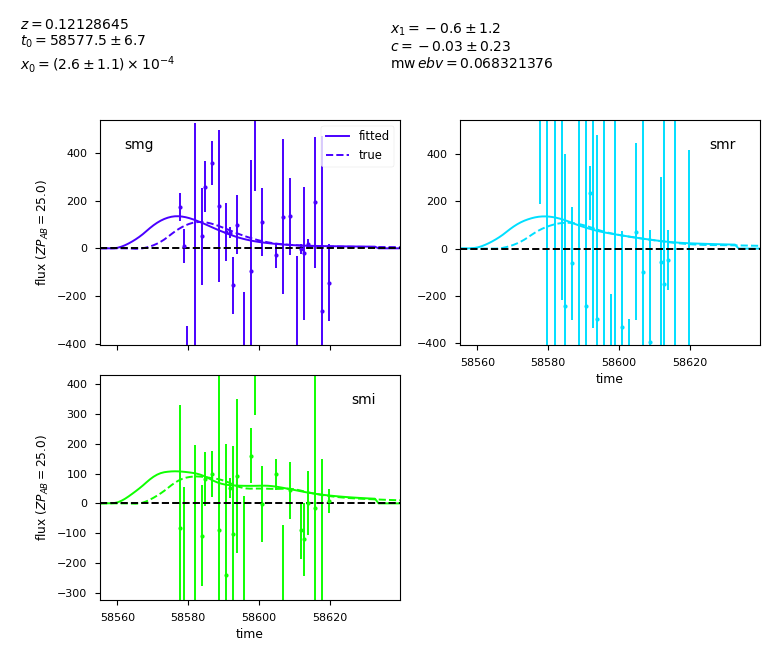 z = 0.12128645
t₀ = 58577.5 ± 6.7
x₀ = (2.6 ± 1.1) × 10⁻⁴
x₁ = −0.6 ± 1.2
c = −0.03 ± 0.23
mw ebv = 0.068321376
smg
fitted
true
400
200
0
−200
−400
flux (ZP_AB = 25.0)
smr
400
200
0
−200
−400
58560 58580 58600 58620
time
smi
400
300
200
100
0
−100
−200
−300
flux (ZP_AB = 25.0)
58560 58580 58600 58620
time